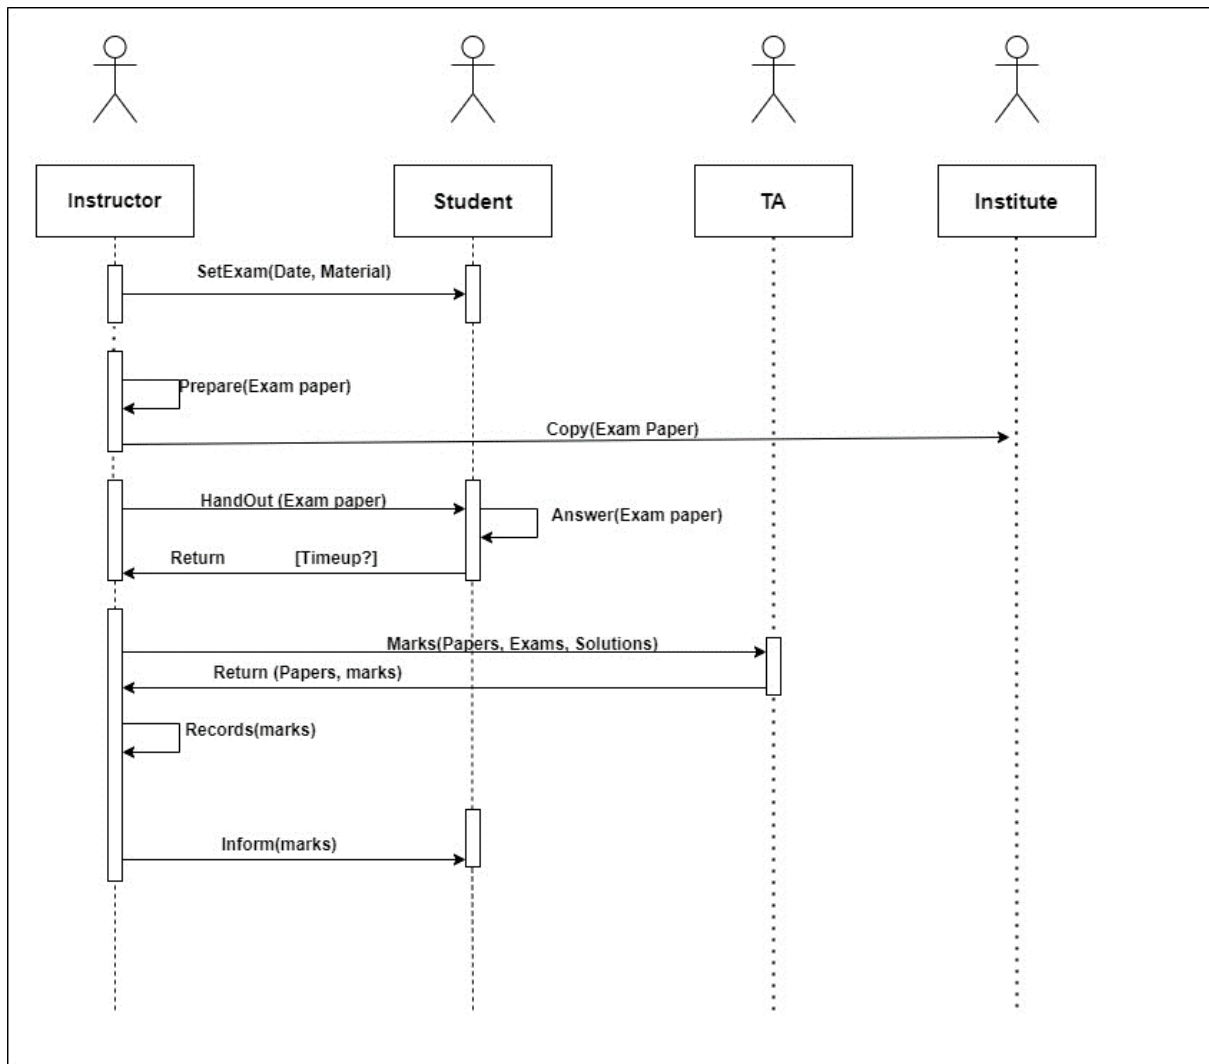 Instructor
Student
TA
Institute
SetExam(Date, Material)
Prepare(Exam paper)
Copy(Exam Paper)
HandOut (Exam paper)
Answer(Exam paper)
Return [Timeup?]
Marks(Papers, Exams, Solutions)
Return (Papers, marks)
Records(marks)
Inform(marks)